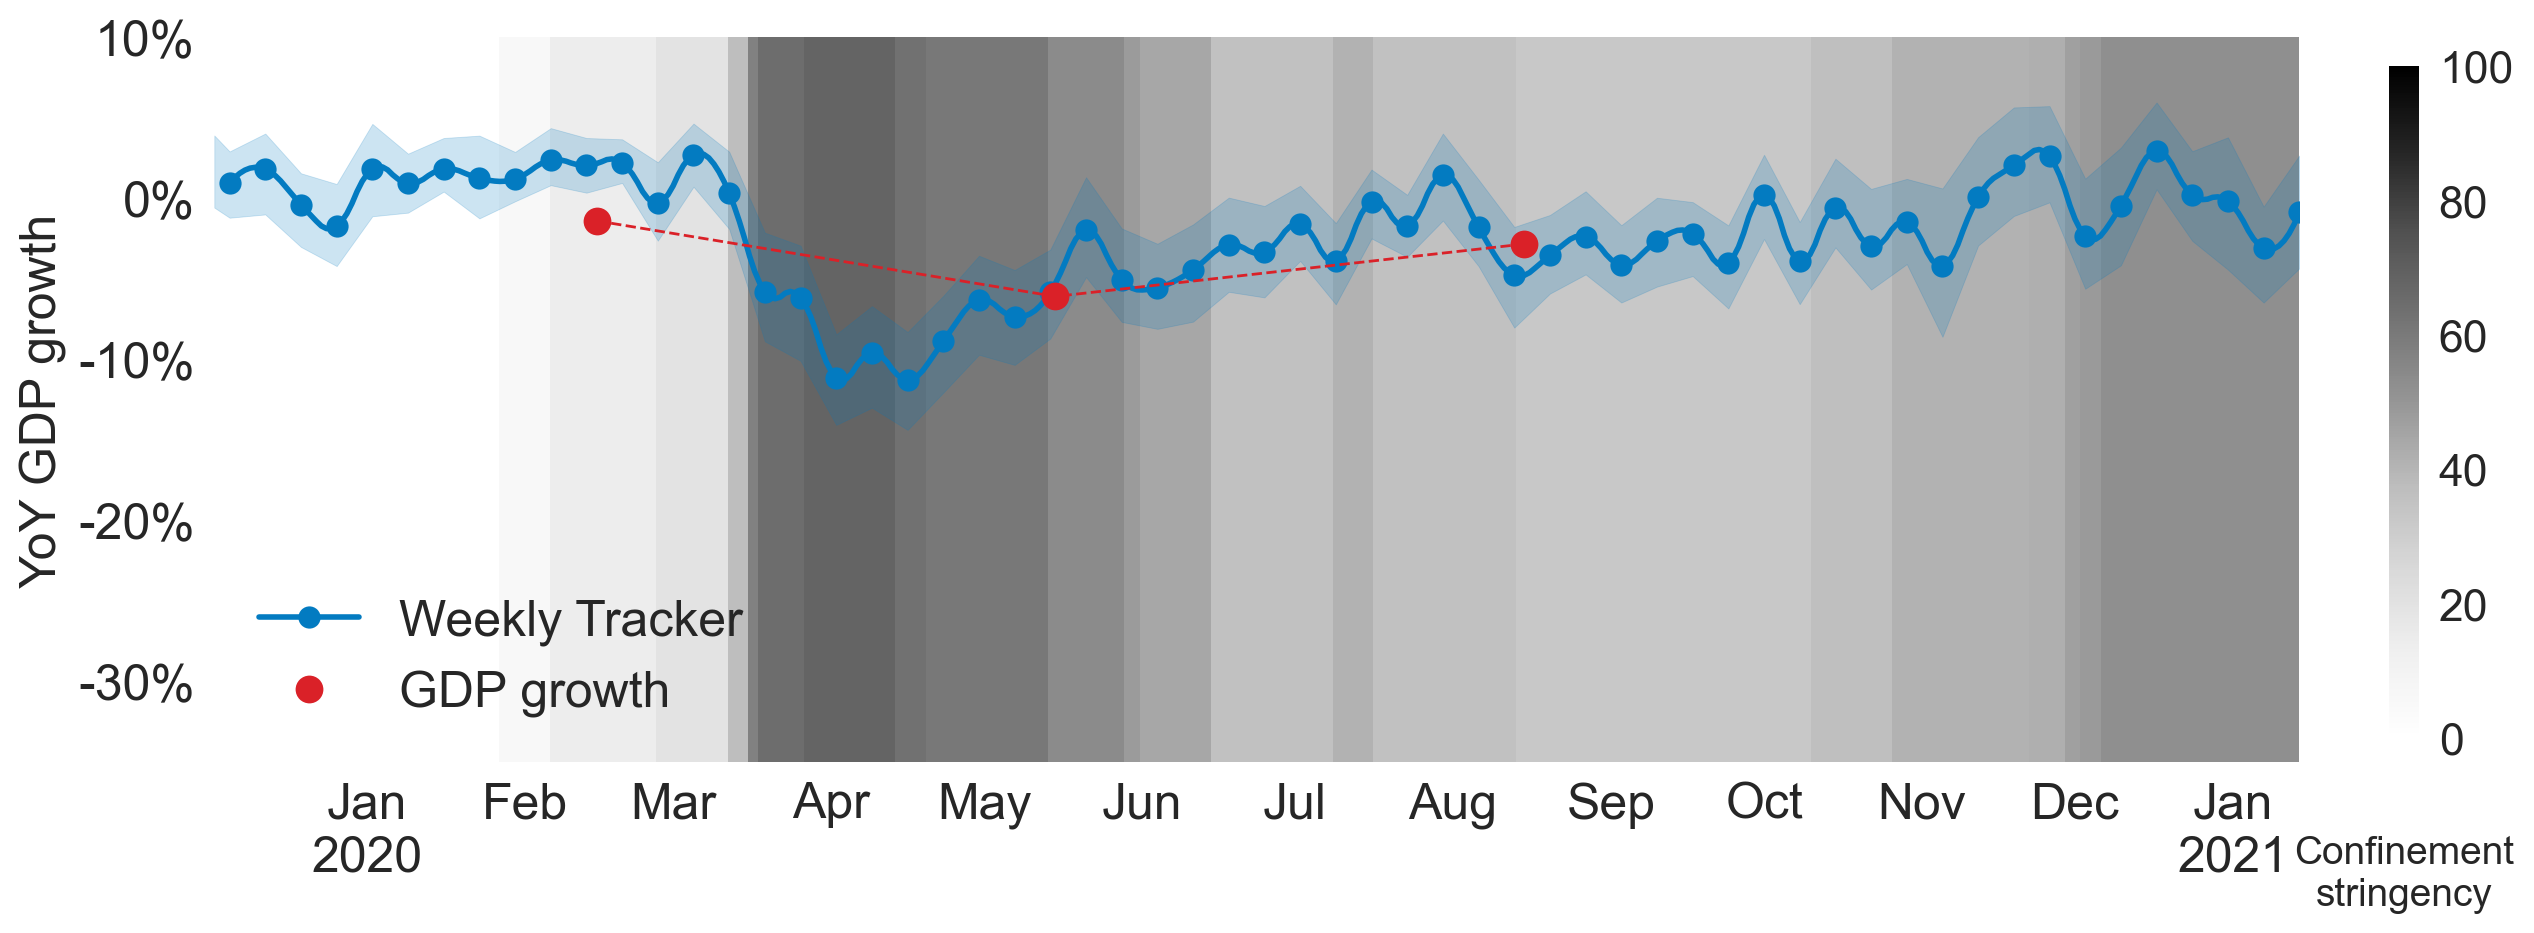 10%
0%
-10%
-20%
-30%
YoY GDP growth
Weekly Tracker
GDP growth
Jan
2020
Feb
Mar
Apr
May
Jun
Jul
Aug
Sep
Oct
Nov
Dec
Jan
2021
100
80
60
40
20
0
Confinement
stringency